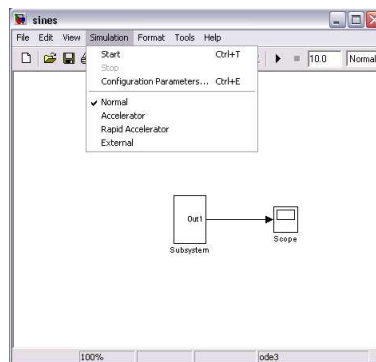 sines
File Edit View Simulation Format Tools Help
10.0 Normal
Start Ctrl+T
Stop
Configuration Parameters... Ctrl+E
Normal
Accelerator
Rapid Accelerator
External
Out1
Subsystem
Scope
100% ode3